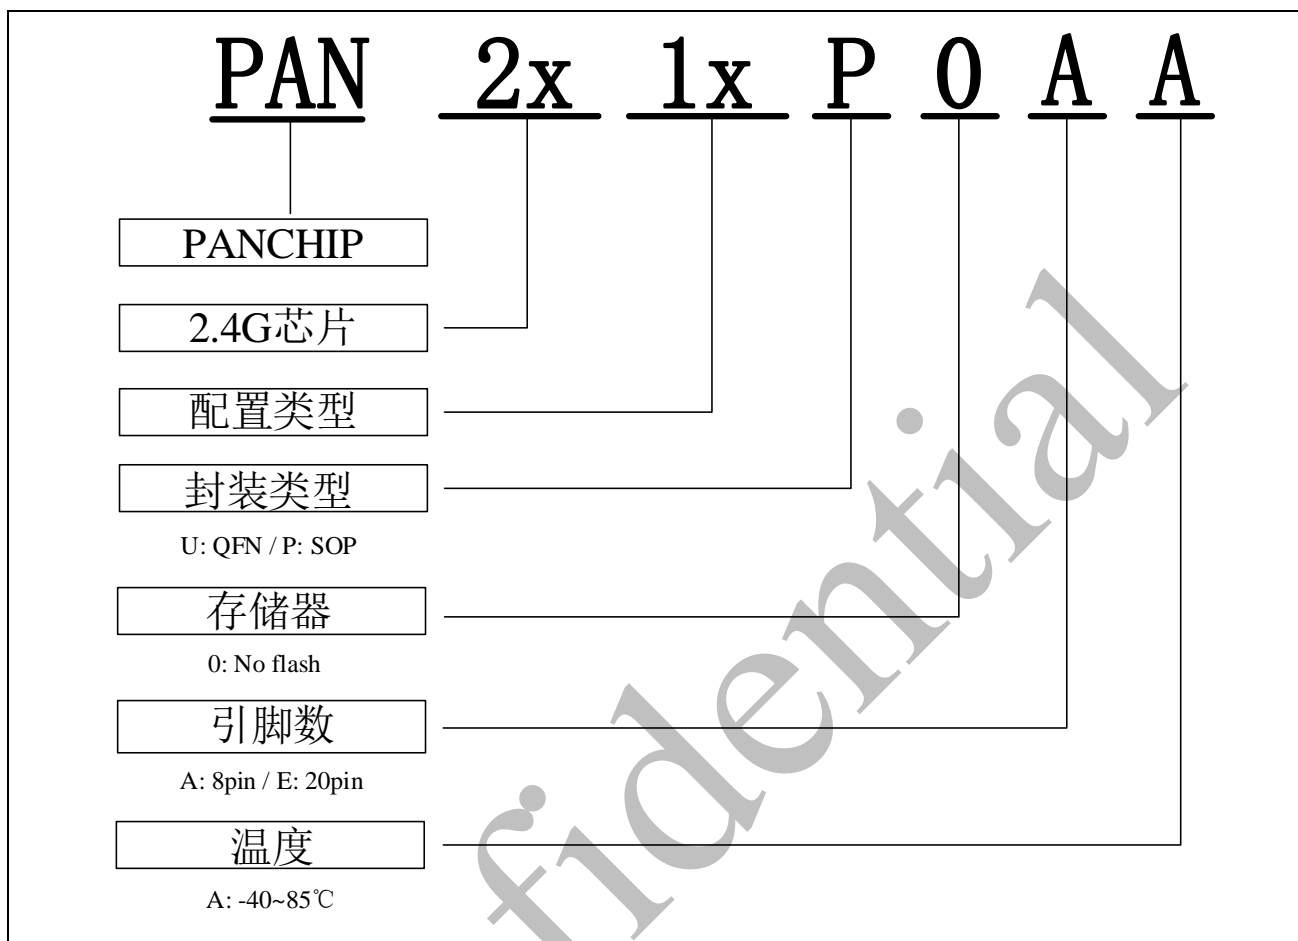 PAN 2x 1x P 0 A A
PANCHIP
2.4G芯片
配置类型
封装类型
U: QFN / P: SOP
存储器
0: No flash
引脚数
A: 8pin / E: 20pin
温度
A: -40~85℃
fidential